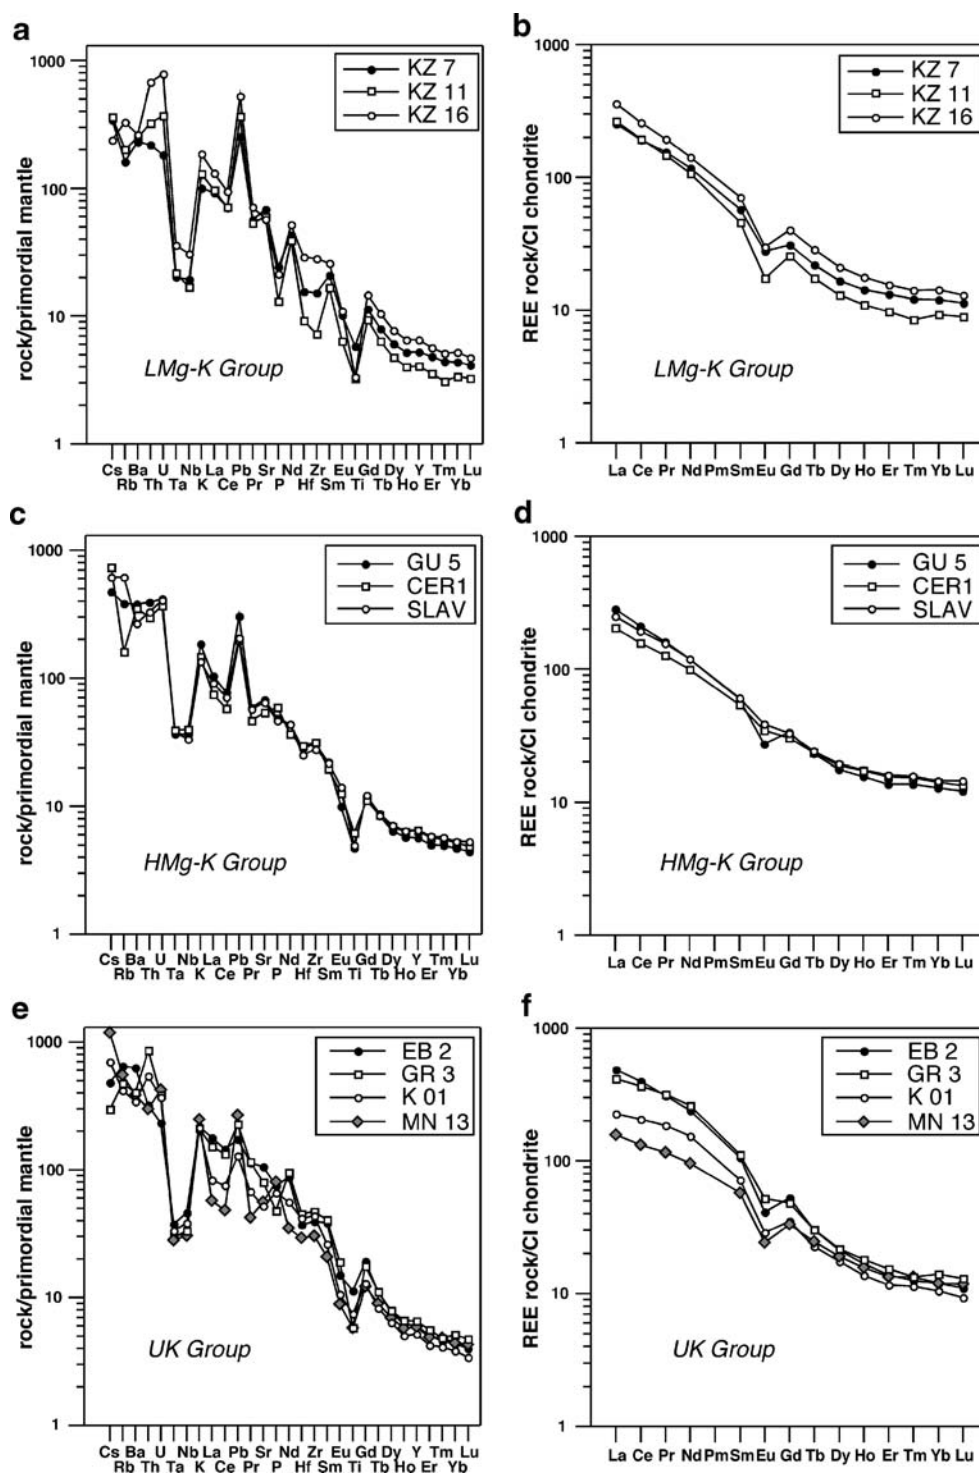 a
rock/primordial mantle
1000
100
10
1
KZ 7
KZ 11
KZ 16
LMg-K Group
Cs Ba U Nb La Pb Sr Nd Zr Eu Gd Dy Y Tm Lu
Rb Th Ta K Ce Pr P Hf Sm Ti Tb Ho Er Yb
b
REE rock/CI chondrite
1000
100
10
1
KZ 7
KZ 11
KZ 16
LMg-K Group
La Ce Pr Nd Pm Sm Eu Gd Tb Dy Ho Er Tm Yb Lu
c
rock/primordial mantle
1000
100
10
1
GU 5
CER1
SLAV
HMg-K Group
Cs Ba U Nb La Pb Sr Nd Zr Eu Gd Dy Y Tm Lu
Rb Th Ta K Ce Pr P Hf Sm Ti Tb Ho Er Yb
d
REE rock/CI chondrite
1000
100
10
1
GU 5
CER1
SLAV
HMg-K Group
La Ce Pr Nd Pm Sm Eu Gd Tb Dy Ho Er Tm Yb Lu
e
rock/primordial mantle
1000
100
10
1
EB 2
GR 3
K 01
MN 13
UK Group
Cs Ba U Nb La Pb Sr Nd Zr Eu Gd Dy Y Tm Lu
Rb Th Ta K Ce Pr P Hf Sm Ti Tb Ho Er Yb
f
REE rock/CI chondrite
1000
100
10
1
EB 2
GR 3
K 01
MN 13
UK Group
La Ce Pr Nd Pm Sm Eu Gd Tb Dy Ho Er Tm Yb Lu